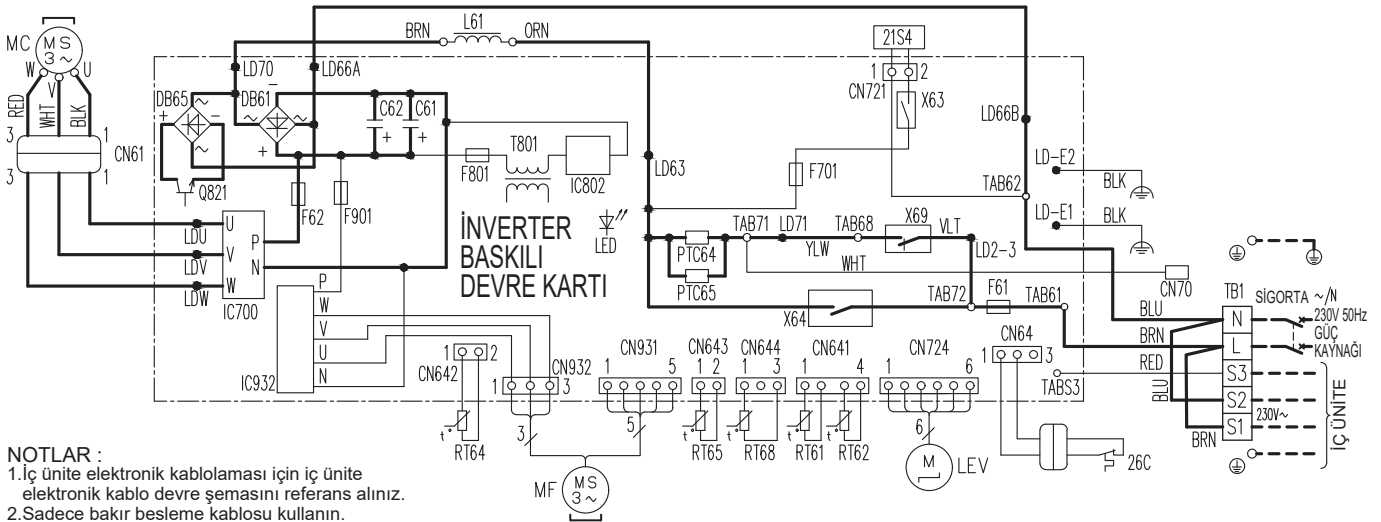 BRN L61 ORN
MC MS 3~
W V U
RED WHT BLK
3 1
CN61
3 1
LD70 LD66A
DB65 DB61
C62 C61
+ - ~ ~
Q821
F62 F901
F801 T801 IC802
LED
LDU U
LDV V
LDW W
P
N
IC700
İNVERTER
BASKILI
DEVRE KARTI
P
W
V
U
N
IC932
21S4
1 2
CN721
X63
F701
LD63
LD66B
TAB62
LD-E2 BLK
LD-E1 BLK
PTC64
PTC65
TAB71 LD71 TAB68 X69 VLT
YLW LD2-3
WHT
CN70
X64
TAB72 F61 TAB61
BLU
BRN
RED
TABS3
BLU
BRN
TB1
N
L
S3
S2
S1
SİGORTA ~/N
230V 50Hz
GÜÇ
KAYNAĞI
230V~
İÇ ÜNİTE
1 2
CN642
t°
RT64
CN932
1 3
3
CN931
1 5
5
MF MS 3~
CN643
1 2
t°
RT65
CN644
1 3
t°
RT68
CN641
1 4
t° t°
RT61 RT62
CN724
1 6
6
M LEV
CN64
1 3
26C
NOTLAR :
1.İç ünite elektronik kablolaması için iç ünite
elektronik kablo devre şemasını referans alınız.
2.Sadece bakır besleme kablosu kullanın.